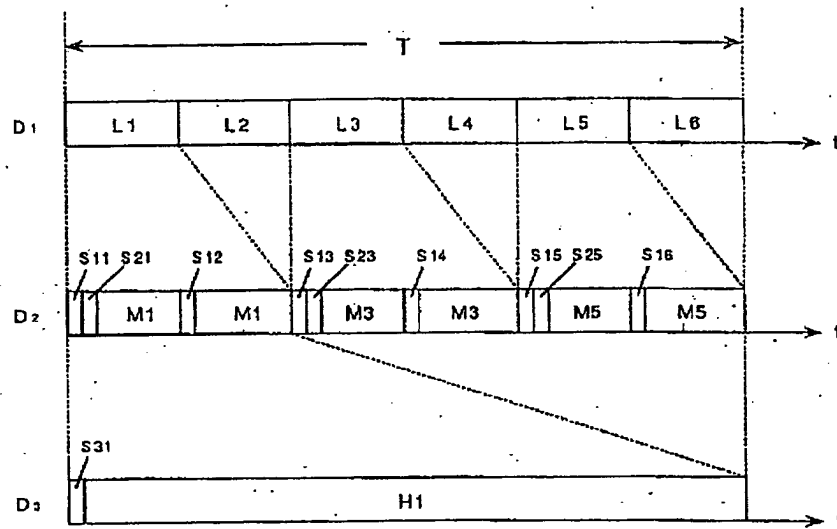 T
D1 L1 L2 L3 L4 L5 L6 t
S11 S21 S12 S13 S23 S14 S15 S25 S16
D2 M1 M1 M3 M3 M5 M5 t
S31
D3 H1